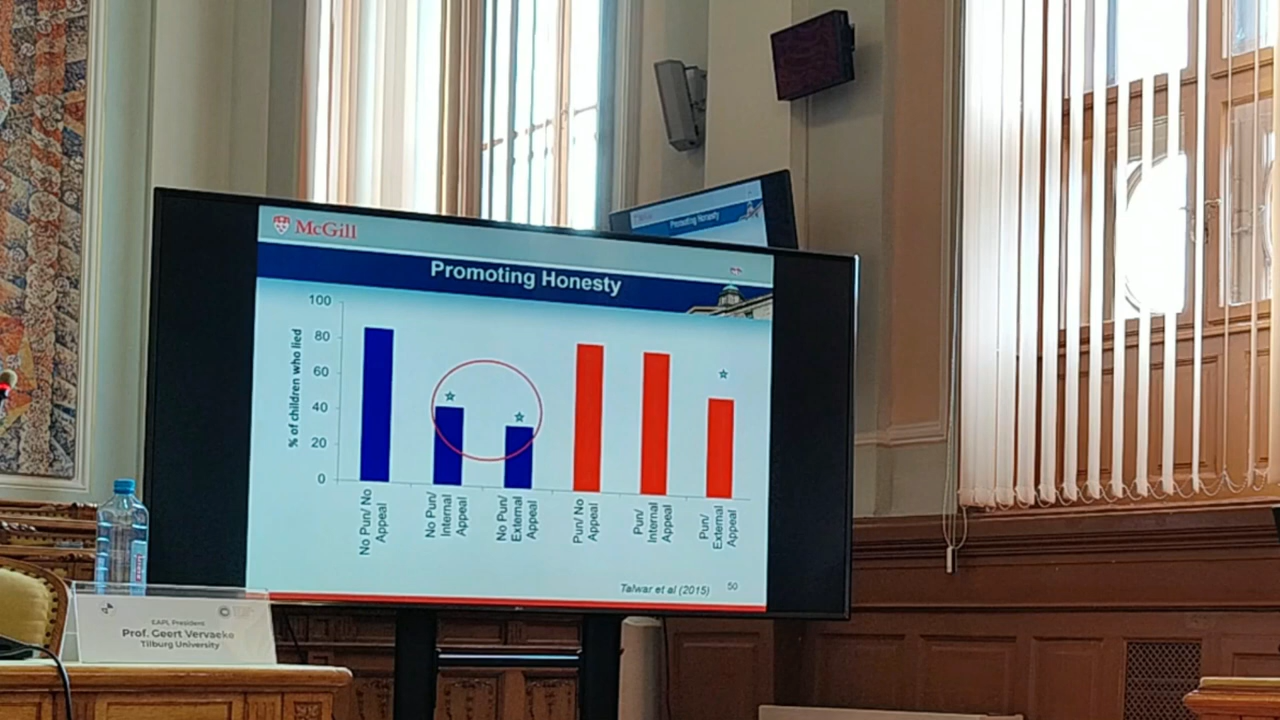 McGill
Promoting Honesty
Promoting Honesty
% of children who lied
100
80
60
40
20
0
No Pun/ No
Appeal
No Pun/
Internal
Appeal
No Pun/
External
Appeal
Pun/ No
Appeal
Pun/
Internal
Appeal
Pun/
External
Appeal
Talwar et al (2015)
50
EAPL President
Prof. Geert Vervaeke
Tilburg University